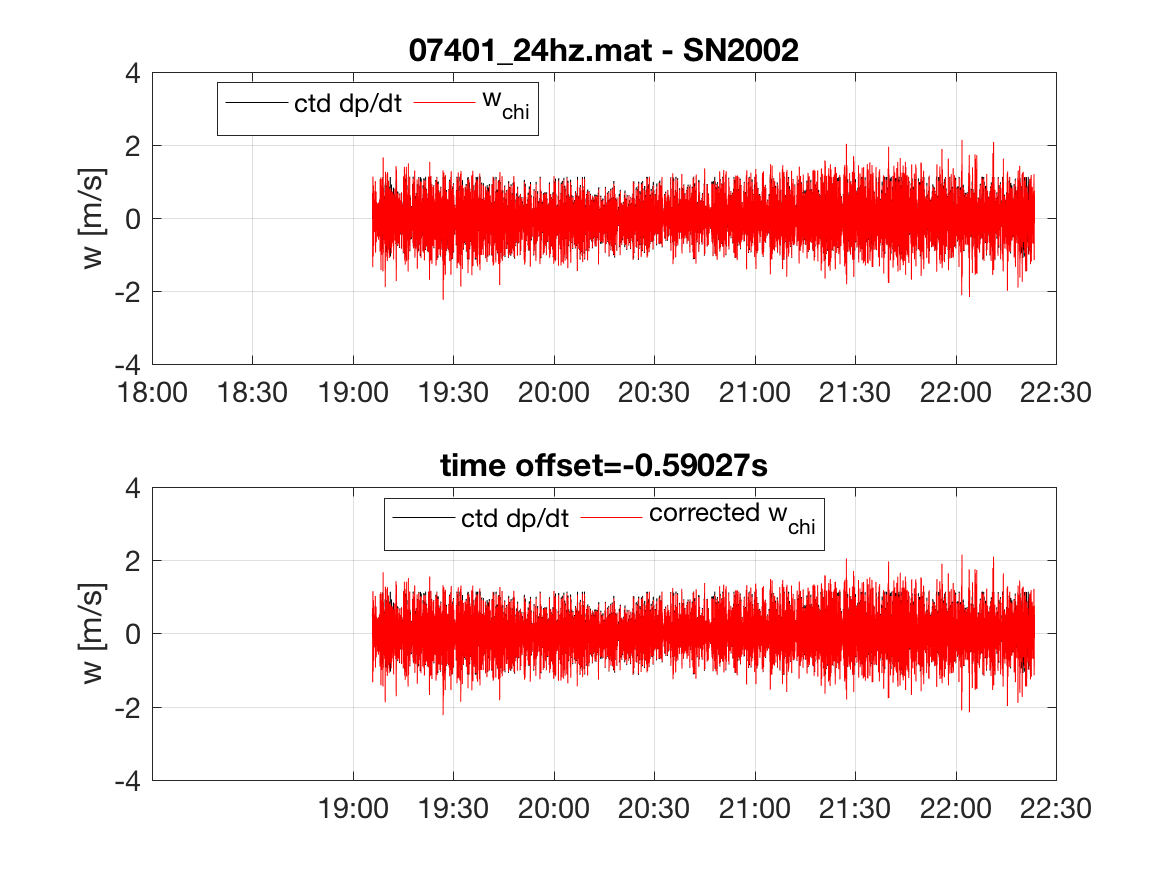 07401_24hz.mat - SN2002
ctd dp/dt w_chi
w [m/s]
4
2
0
-2
-4
18:00 18:30 19:00 19:30 20:00 20:30 21:00 21:30 22:00 22:30
time offset=-0.59027s
ctd dp/dt corrected w_chi
w [m/s]
4
2
0
-2
-4
19:00 19:30 20:00 20:30 21:00 21:30 22:00 22:30